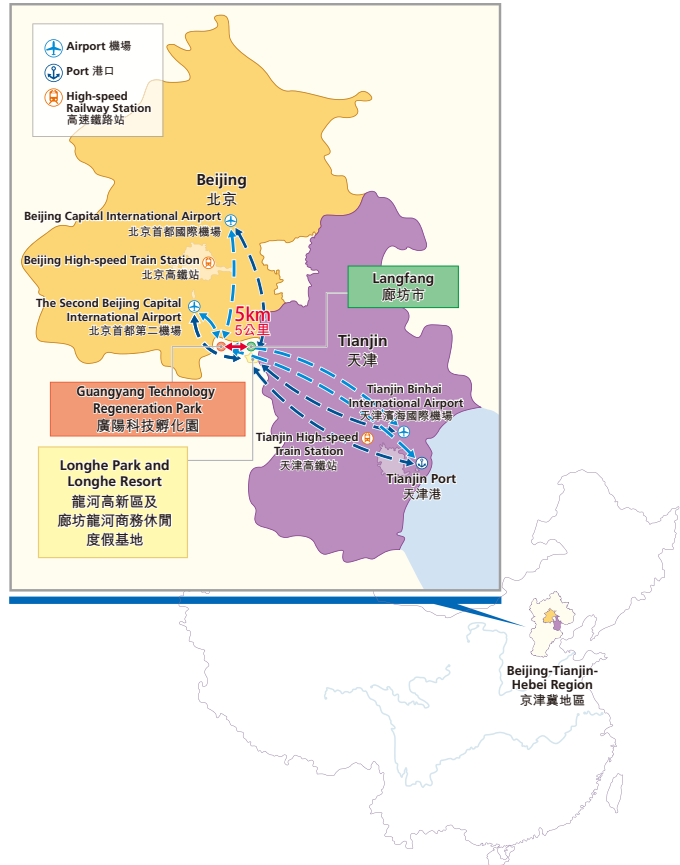 Airport 機場
Port 港口
High-speed
Railway Station
高速鐵路站
Beijing
北京
Beijing Capital International Airport
北京首都國際機場
Beijing High-speed Train Station
北京高鐵站
The Second Beijing Capital
International Airport
北京首都第二機場
5km
5公里
Langfang
廊坊市
Tianjin
天津
Guangyang Technology
Regeneration Park
廣陽科技孵化園
Tianjin Binhai
International Airport
天津濱海國際機場
Tianjin High-speed
Train Station
天津高鐵站
Tianjin Port
天津港
Longhe Park and
Longhe Resort
龍河高新區及
廊坊龍河商務休閒
度假基地
Beijing-Tianjin-
Hebei Region
京津冀地區